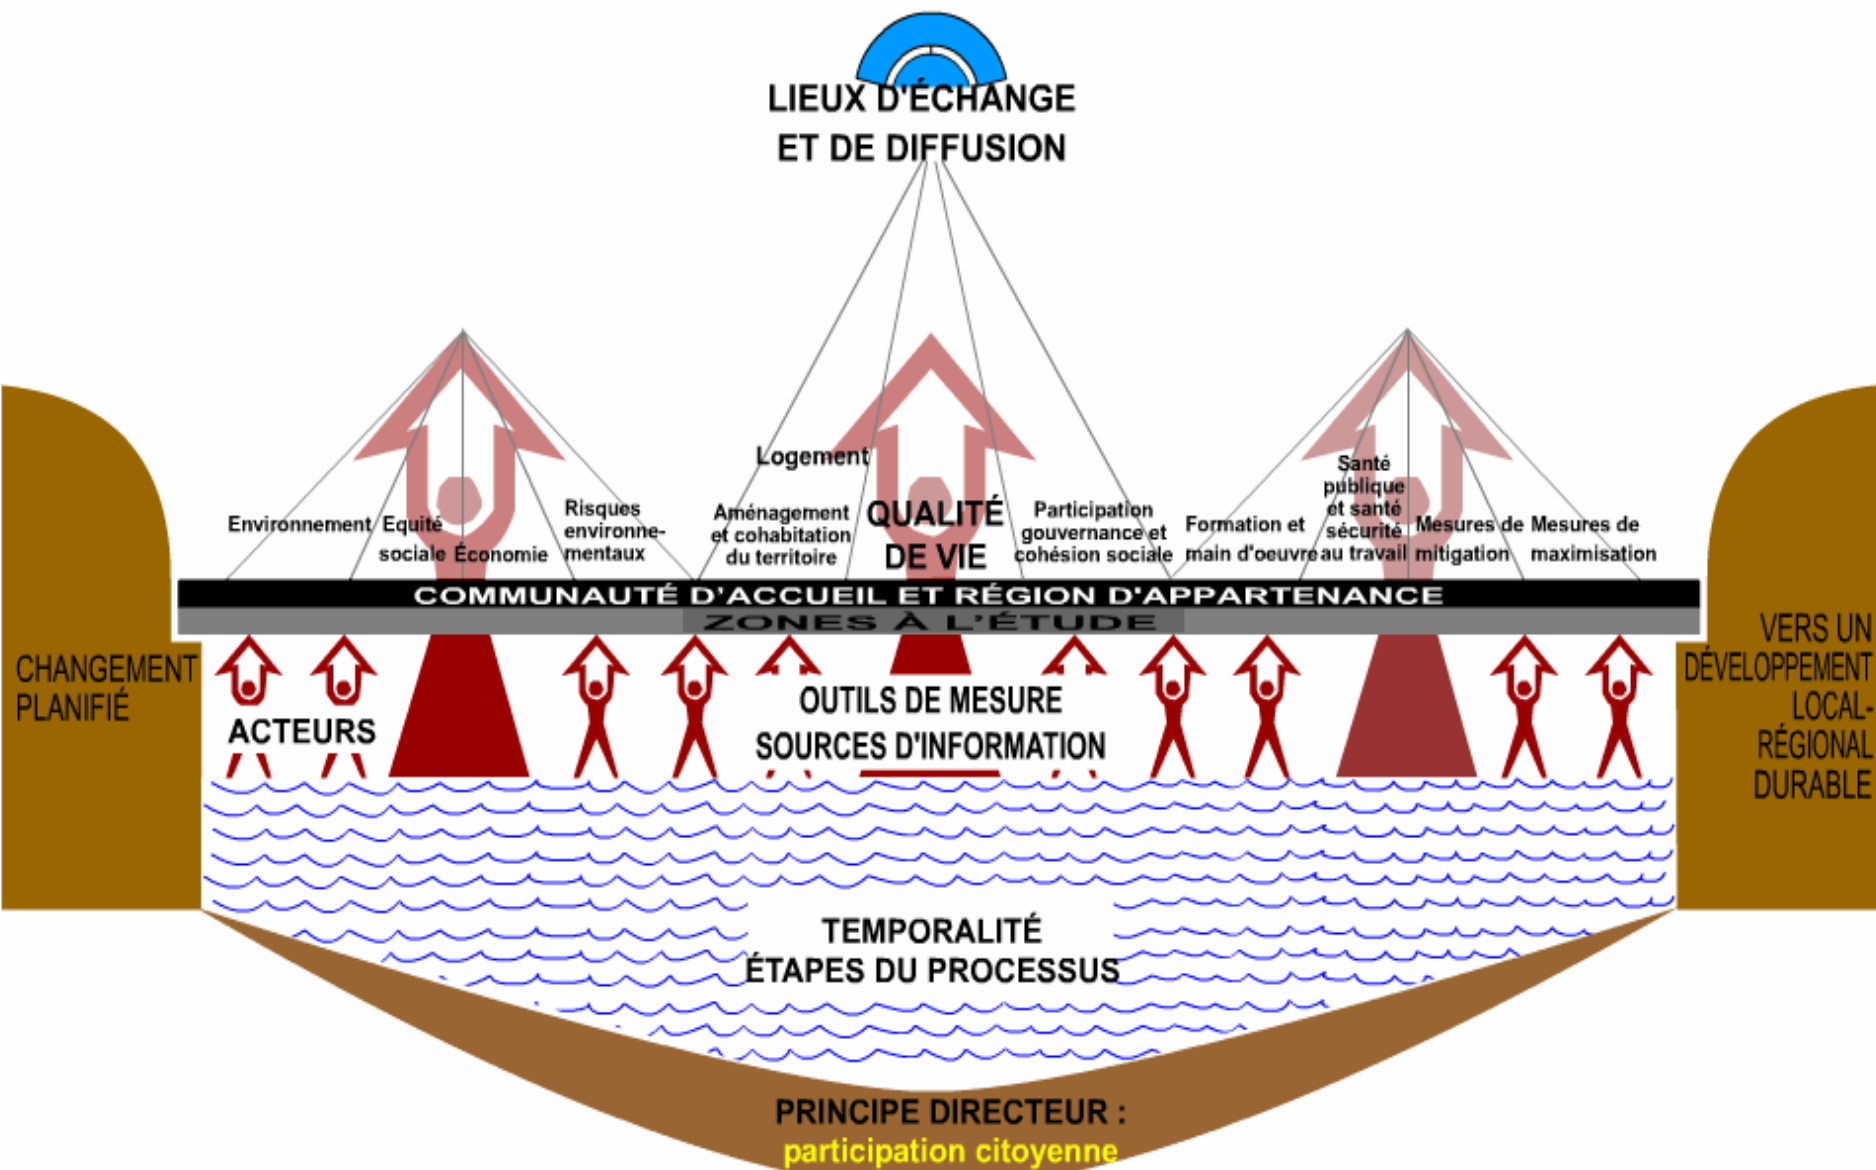 LIEUX D'ÉCHANGE
ET DE DIFFUSION
Logement
Environnement
Equité
sociale
Économie
Risques
environne-
mentaux
Aménagement
et cohabitation
du territoire
QUALITÉ
DE VIE
Participation
gouvernance et
cohésion sociale
Formation et
main d'oeuvre
Santé
publique
et santé
sécurité
au travail
Mesures de
mitigation
Mesures de
maximisation
COMMUNAUTÉ D'ACCUEIL ET RÉGION D'APPARTENANCE
ZONES À L'ÉTUDE
CHANGEMENT
PLANIFIÉ
ACTEURS
OUTILS DE MESURE
SOURCES D'INFORMATION
VERS UN
DÉVELOPPEMENT
LOCAL-
RÉGIONAL
DURABLE
TEMPORALITÉ
ÉTAPES DU PROCESSUS
PRINCIPE DIRECTEUR :
participation citoyenne